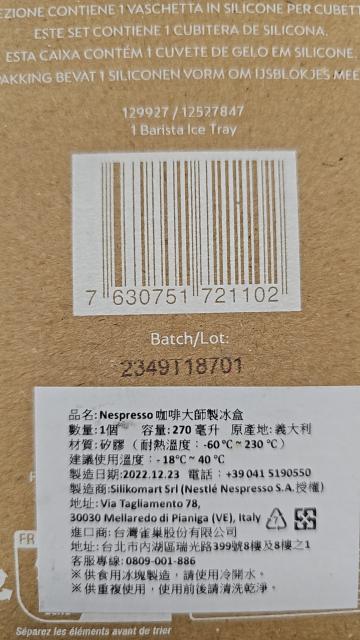 EZIONE CONTIENE 1 VASCHETTA IN SILICONE PER CUBETT
ESTE SET CONTIENE 1 CUBITERA DE SILICONA.
ESTA CAIXA CONTÉM 1 CUVETE DE GELO EM SILICONE.
PAKKING BEVAT 1 SILICONEN VORM OM IJSBLOKJES MEE
129927 / 12527847
1 Barista Ice Tray
7 630751 721102
Batch/Lot:
2349118701
品名: Nespresso 咖啡大師製冰盒
數量: 1個 容量: 270 毫升 原產地: 義大利
材質: 矽膠 (耐熱溫度: -60℃~230℃)
建議使用溫度: -18℃~40℃
製造日期: 2022.12.23 電話: +39 041 5190550
製造商: Silikomart Srl (Nestlé Nespresso S.A.授權)
地址: Via Tagliamento 78,
30030 Mellaredo di Pianiga (VE), Italy
進口商: 台灣雀巢股份有限公司
地址: 台北市內湖區瑞光路399號8樓及8樓之1
客服專線: 0809-001-886
※供食用冰塊製造,請使用冷開水。
※供重複使用,使用前後請清洗乾淨。
FR
Séparez les éléments avant de trier